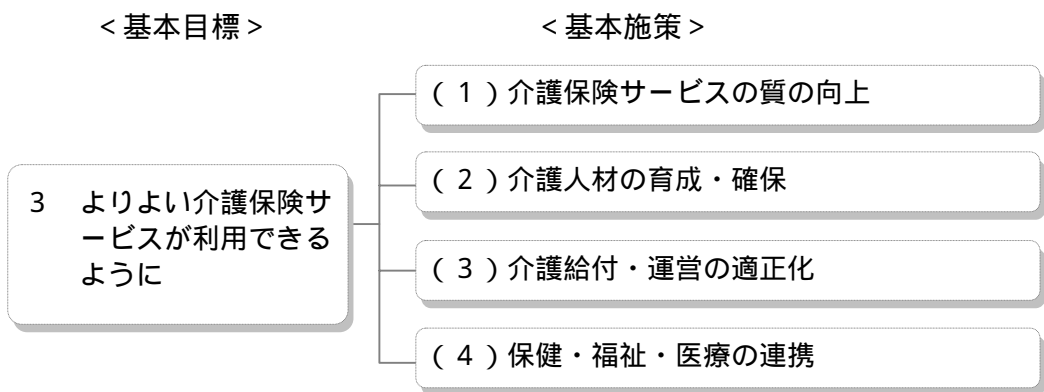 <基本目標>
<基本施策>
3 よりよい介護保険サ
ービスが利用できる
ように
(1)介護保険サービスの質の向上
(2)介護人材の育成・確保
(3)介護給付・運営の適正化
(4)保健・福祉・医療の連携